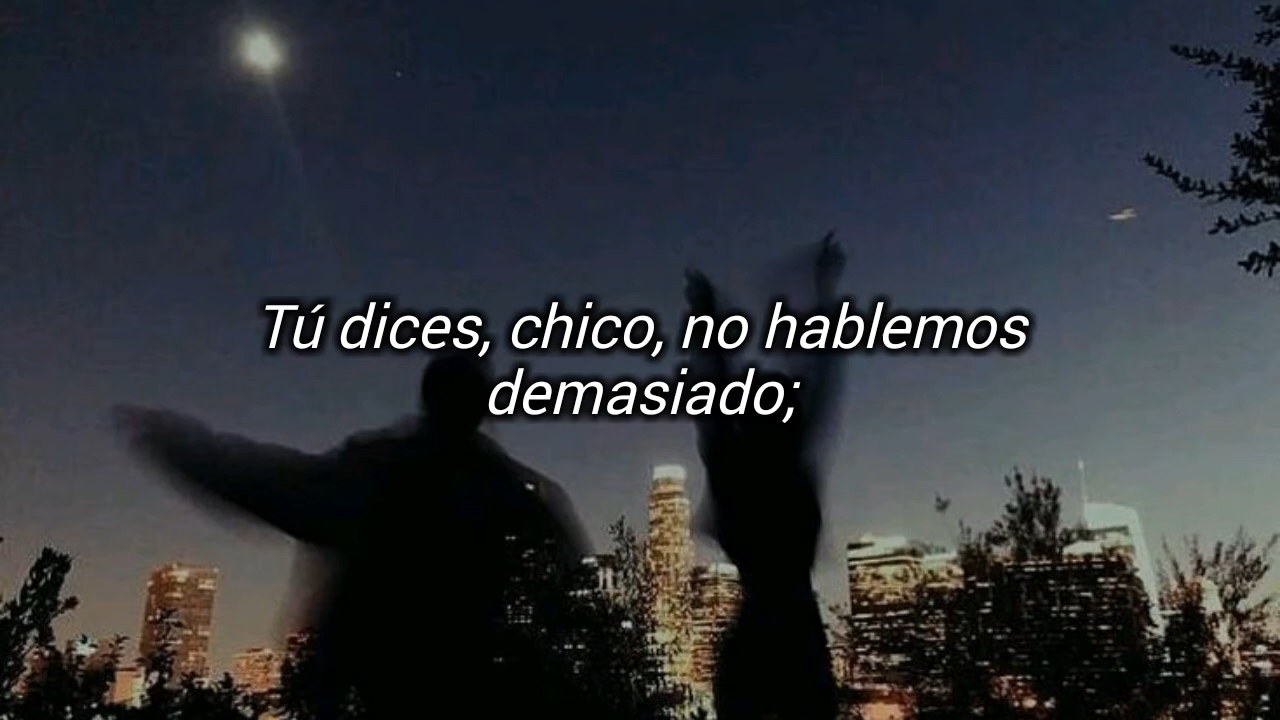 Tú dices, chico, no hablemos
demasiado;